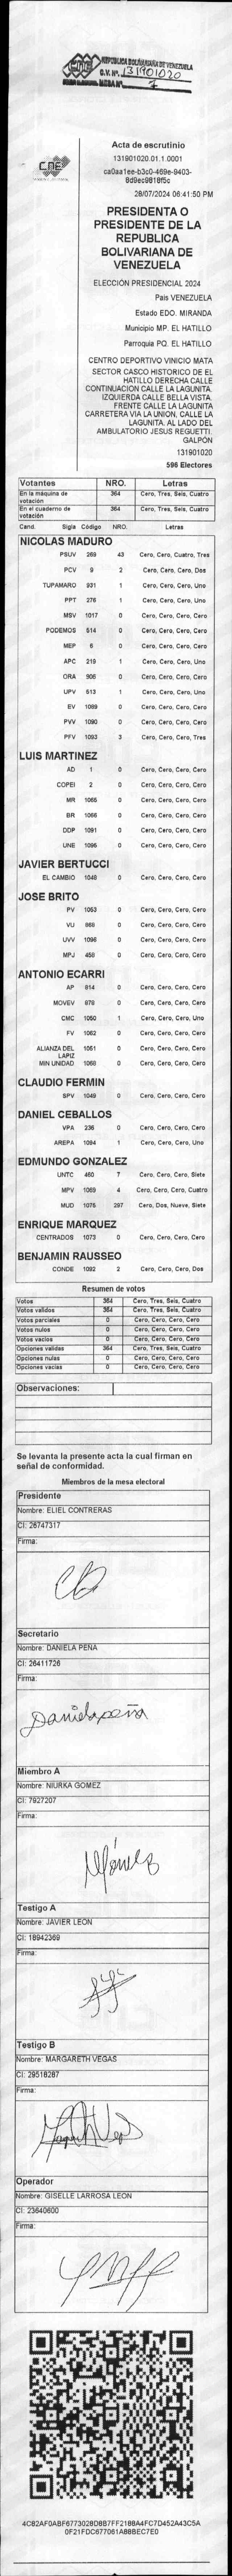 REPUBLICA BOLIVARIANA DE VENEZUELA
C.V. Nº. 131901020
MESA Nº 7
CNE
Acta de escrutinio
131901020.01.1.0001
ca0aa1ee-b3c0-469e-9403-
8d9ec9818f5c
28/07/2024 06:41:50 PM
PRESIDENTA O
PRESIDENTE DE LA
REPUBLICA
BOLIVARIANA DE
VENEZUELA
ELECCIÓN PRESIDENCIAL 2024
País VENEZUELA
Estado EDO. MIRANDA
Municipio MP. EL HATILLO
Parroquia PQ. EL HATILLO
CENTRO DEPORTIVO VINICIO MATA
SECTOR CASCO HISTORICO DE EL
HATILLO DERECHA CALLE
CONTINUACION CALLE LA LAGUNITA.
IZQUIERDA CALLE BELLA VISTA.
FRENTE CALLE LA LAGUNITA
CARRETERA VIA LA UNION, CALLE LA
LAGUNITA. AL LADO DEL
AMBULATORIO JESUS REGUETTI.
GALPÓN
131901020
596 Electores
Votantes NRO. Letras
En la máquina de votación 364 Cero, Tres, Seis, Cuatro
En el cuaderno de votación 364 Cero, Tres, Seis, Cuatro
Cand. Sigla Código NRO. Letras
NICOLAS MADURO
PSUV 269 43 Cero, Cero, Cuatro, Tres
PCV 9 2 Cero, Cero, Cero, Dos
TUPAMARO 931 1 Cero, Cero, Cero, Uno
PPT 276 1 Cero, Cero, Cero, Uno
MSV 1017 0 Cero, Cero, Cero, Cero
PODEMOS 514 0 Cero, Cero, Cero, Cero
MEP 6 0 Cero, Cero, Cero, Cero
APC 219 1 Cero, Cero, Cero, Uno
ORA 906 0 Cero, Cero, Cero, Cero
UPV 513 1 Cero, Cero, Cero, Uno
EV 1089 0 Cero, Cero, Cero, Cero
PVV 1090 0 Cero, Cero, Cero, Cero
PFV 1093 3 Cero, Cero, Cero, Tres
LUIS MARTINEZ
AD 1 0 Cero, Cero, Cero, Cero
COPEI 2 0 Cero, Cero, Cero, Cero
MR 1065 0 Cero, Cero, Cero, Cero
BR 1066 0 Cero, Cero, Cero, Cero
DDP 1091 0 Cero, Cero, Cero, Cero
UNE 1096 0 Cero, Cero, Cero, Cero
JAVIER BERTUCCI
EL CAMBIO 1048 0 Cero, Cero, Cero, Cero
JOSE BRITO
PV 1053 0 Cero, Cero, Cero, Cero
VU 868 0 Cero, Cero, Cero, Cero
UVV 1098 0 Cero, Cero, Cero, Cero
MPJ 458 0 Cero, Cero, Cero, Cero
ANTONIO ECARRI
AP 814 0 Cero, Cero, Cero, Cero
MOVEV 878 0 Cero, Cero, Cero, Cero
CMC 1050 1 Cero, Cero, Cero, Uno
FV 1062 0 Cero, Cero, Cero, Cero
ALIANZA DEL LAPIZ 1051 0 Cero, Cero, Cero, Cero
MIN UNIDAD 1068 0 Cero, Cero, Cero, Cero
CLAUDIO FERMIN
SPV 1049 0 Cero, Cero, Cero, Cero
DANIEL CEBALLOS
VPA 236 0 Cero, Cero, Cero, Cero
AREPA 1094 1 Cero, Cero, Cero, Uno
EDMUNDO GONZALEZ
UNTC 460 7 Cero, Cero, Cero, Siete
MPV 1069 4 Cero, Cero, Cero, Cuatro
MUD 1075 297 Cero, Dos, Nueve, Siete
ENRIQUE MARQUEZ
CENTRADOS 1073 0 Cero, Cero, Cero, Cero
BENJAMIN RAUSSEO
CONDE 1092 2 Cero, Cero, Cero, Dos
Resumen de votos
Votos 364 Cero, Tres, Seis, Cuatro
Votos validos 364 Cero, Tres, Seis, Cuatro
Votos parciales 0 Cero, Cero, Cero, Cero
Votos nulos 0 Cero, Cero, Cero, Cero
Votos vacios 0 Cero, Cero, Cero, Cero
Opciones validas 364 Cero, Tres, Seis, Cuatro
Opciones nulas 0 Cero, Cero, Cero, Cero
Opciones vacias 0 Cero, Cero, Cero, Cero
Observaciones:
Se levanta la presente acta la cual firman en
señal de conformidad.
Miembros de la mesa electoral
Presidente
Nombre: ELIEL CONTRERAS
CI: 26747317
Firma:
Secretario
Nombre: DANIELA PEÑA
CI: 26411726
Firma:
Daniela peña
Miembro A
Nombre: NIURKA GOMEZ
CI: 7927207
Firma:
Testigo A
Nombre: JAVIER LEON
CI: 18942369
Firma:
Testigo B
Nombre: MARGARETH VEGAS
CI: 29518287
Firma:
Operador
Nombre: GISELLE LARROSA LEON
CI: 23640600
Firma:
4C82AF0ABF6773028D8B7FF2188A4FC7D452A43C5A
0F21FDC677061A88BEC7E0